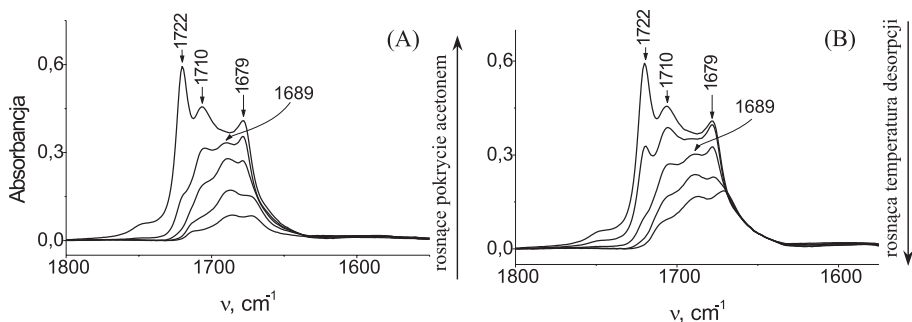 1722
1710
1679
(A)
1689
0,6
0,3
0,0
Absorbancja
1800
1700
1600
ν, cm-1
rosnące pokrycie acetonem
1722
1710
1679
(B)
1689
0,6
0,3
0,0
1800
1700
1600
ν, cm-1
rosnąca temperatura desorpcji